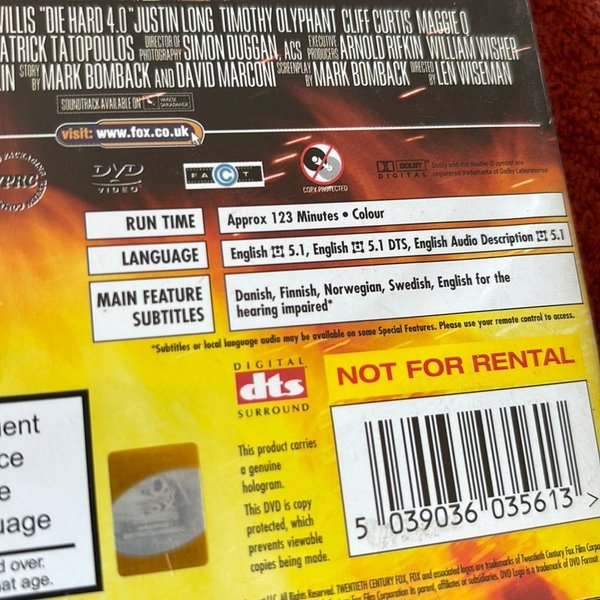 WILLIS "DIE HARD 4.0" JUSTIN LONG TIMOTHY OLYPHANT CLIFF CURTIS MAGGIE Q
PATRICK TATOPOULOS DIRECTOR OF PHOTOGRAPHY SIMON DUGGAN, ACS EXECUTIVE PRODUCERS ARNOLD RIFKIN WILLIAM WISHER
STORY BY MARK BOMBACK AND DAVID MARCONI SCREENPLAY BY MARK BOMBACK DIRECTED BY LEN WISEMAN
SOUNDTRACK AVAILABLE ON VARESE SARABANDE
visit: www.fox.co.uk
DVD VIDEO
FACT
COPY PROTECTED
DOLBY DIGITAL
Dolby and the double-D symbol are
registered trademarks of Dolby Laboratories
RUN TIME Approx 123 Minutes • Colour
LANGUAGE English 5.1, English 5.1 DTS, English Audio Description 5.1
MAIN FEATURE SUBTITLES Danish, Finnish, Norwegian, Swedish, English for the
hearing impaired*
*Subtitles or local language audio may be available on some Special Features. Please use your remote control to access.
DIGITAL
dts
SURROUND
NOT FOR RENTAL
This product carries
a genuine
hologram.
This DVD is copy
protected, which
prevents viewable
copies being made.
5 039036 035613
LLC. All Rights Reserved. TWENTIETH CENTURY FOX, FOX and associated logos are trademarks of Twentieth Century Fox Film Corpor
Fox Film Corporation its parent, affiliates or subsidiaries. DVD Logo is a trademark of DVD Format